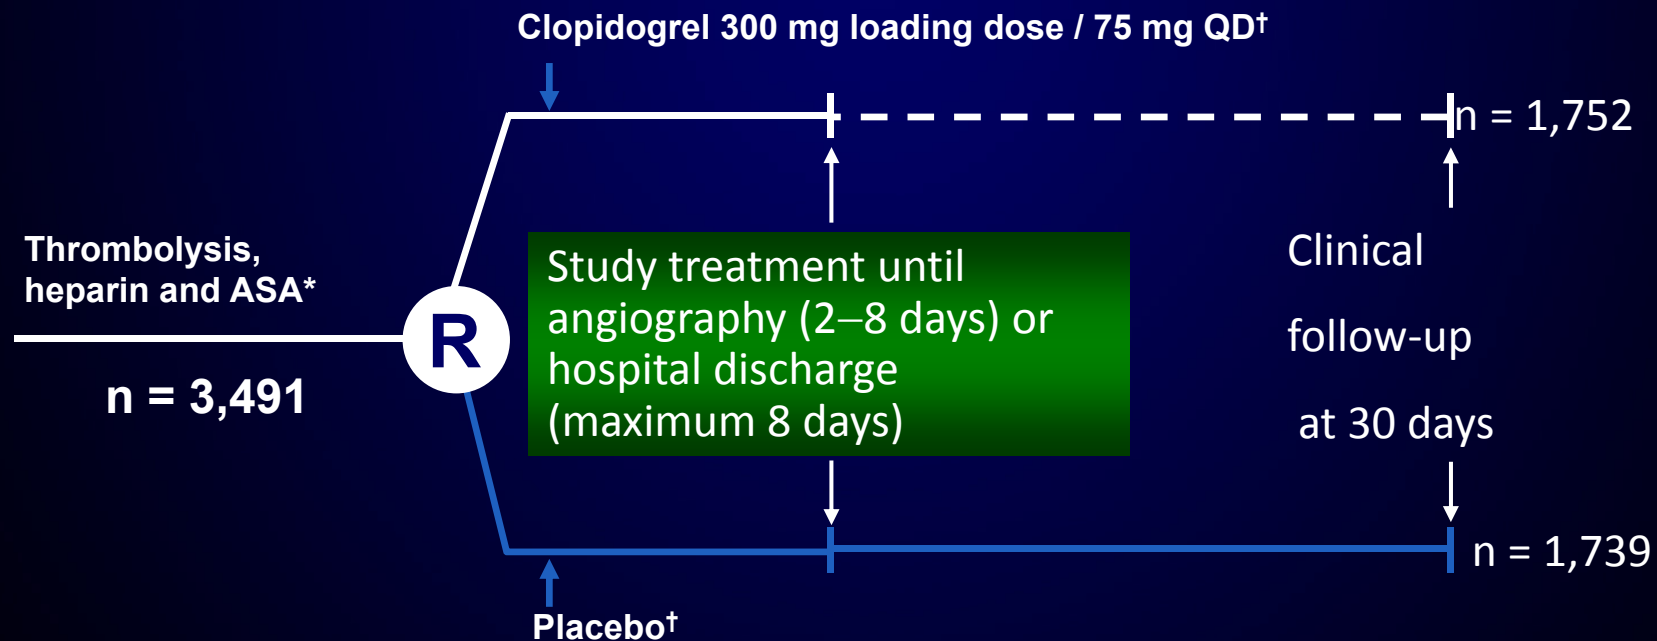 Clopidogrel 300 mg loading dose / 75 mg QD†
n = 1,752
Thrombolysis,
heparin and ASA*
n = 3,491
R
Study treatment until
angiography (2–8 days) or
hospital discharge
(maximum 8 days)
Clinical
follow-up
at 30 days
n = 1,739
Placebo†